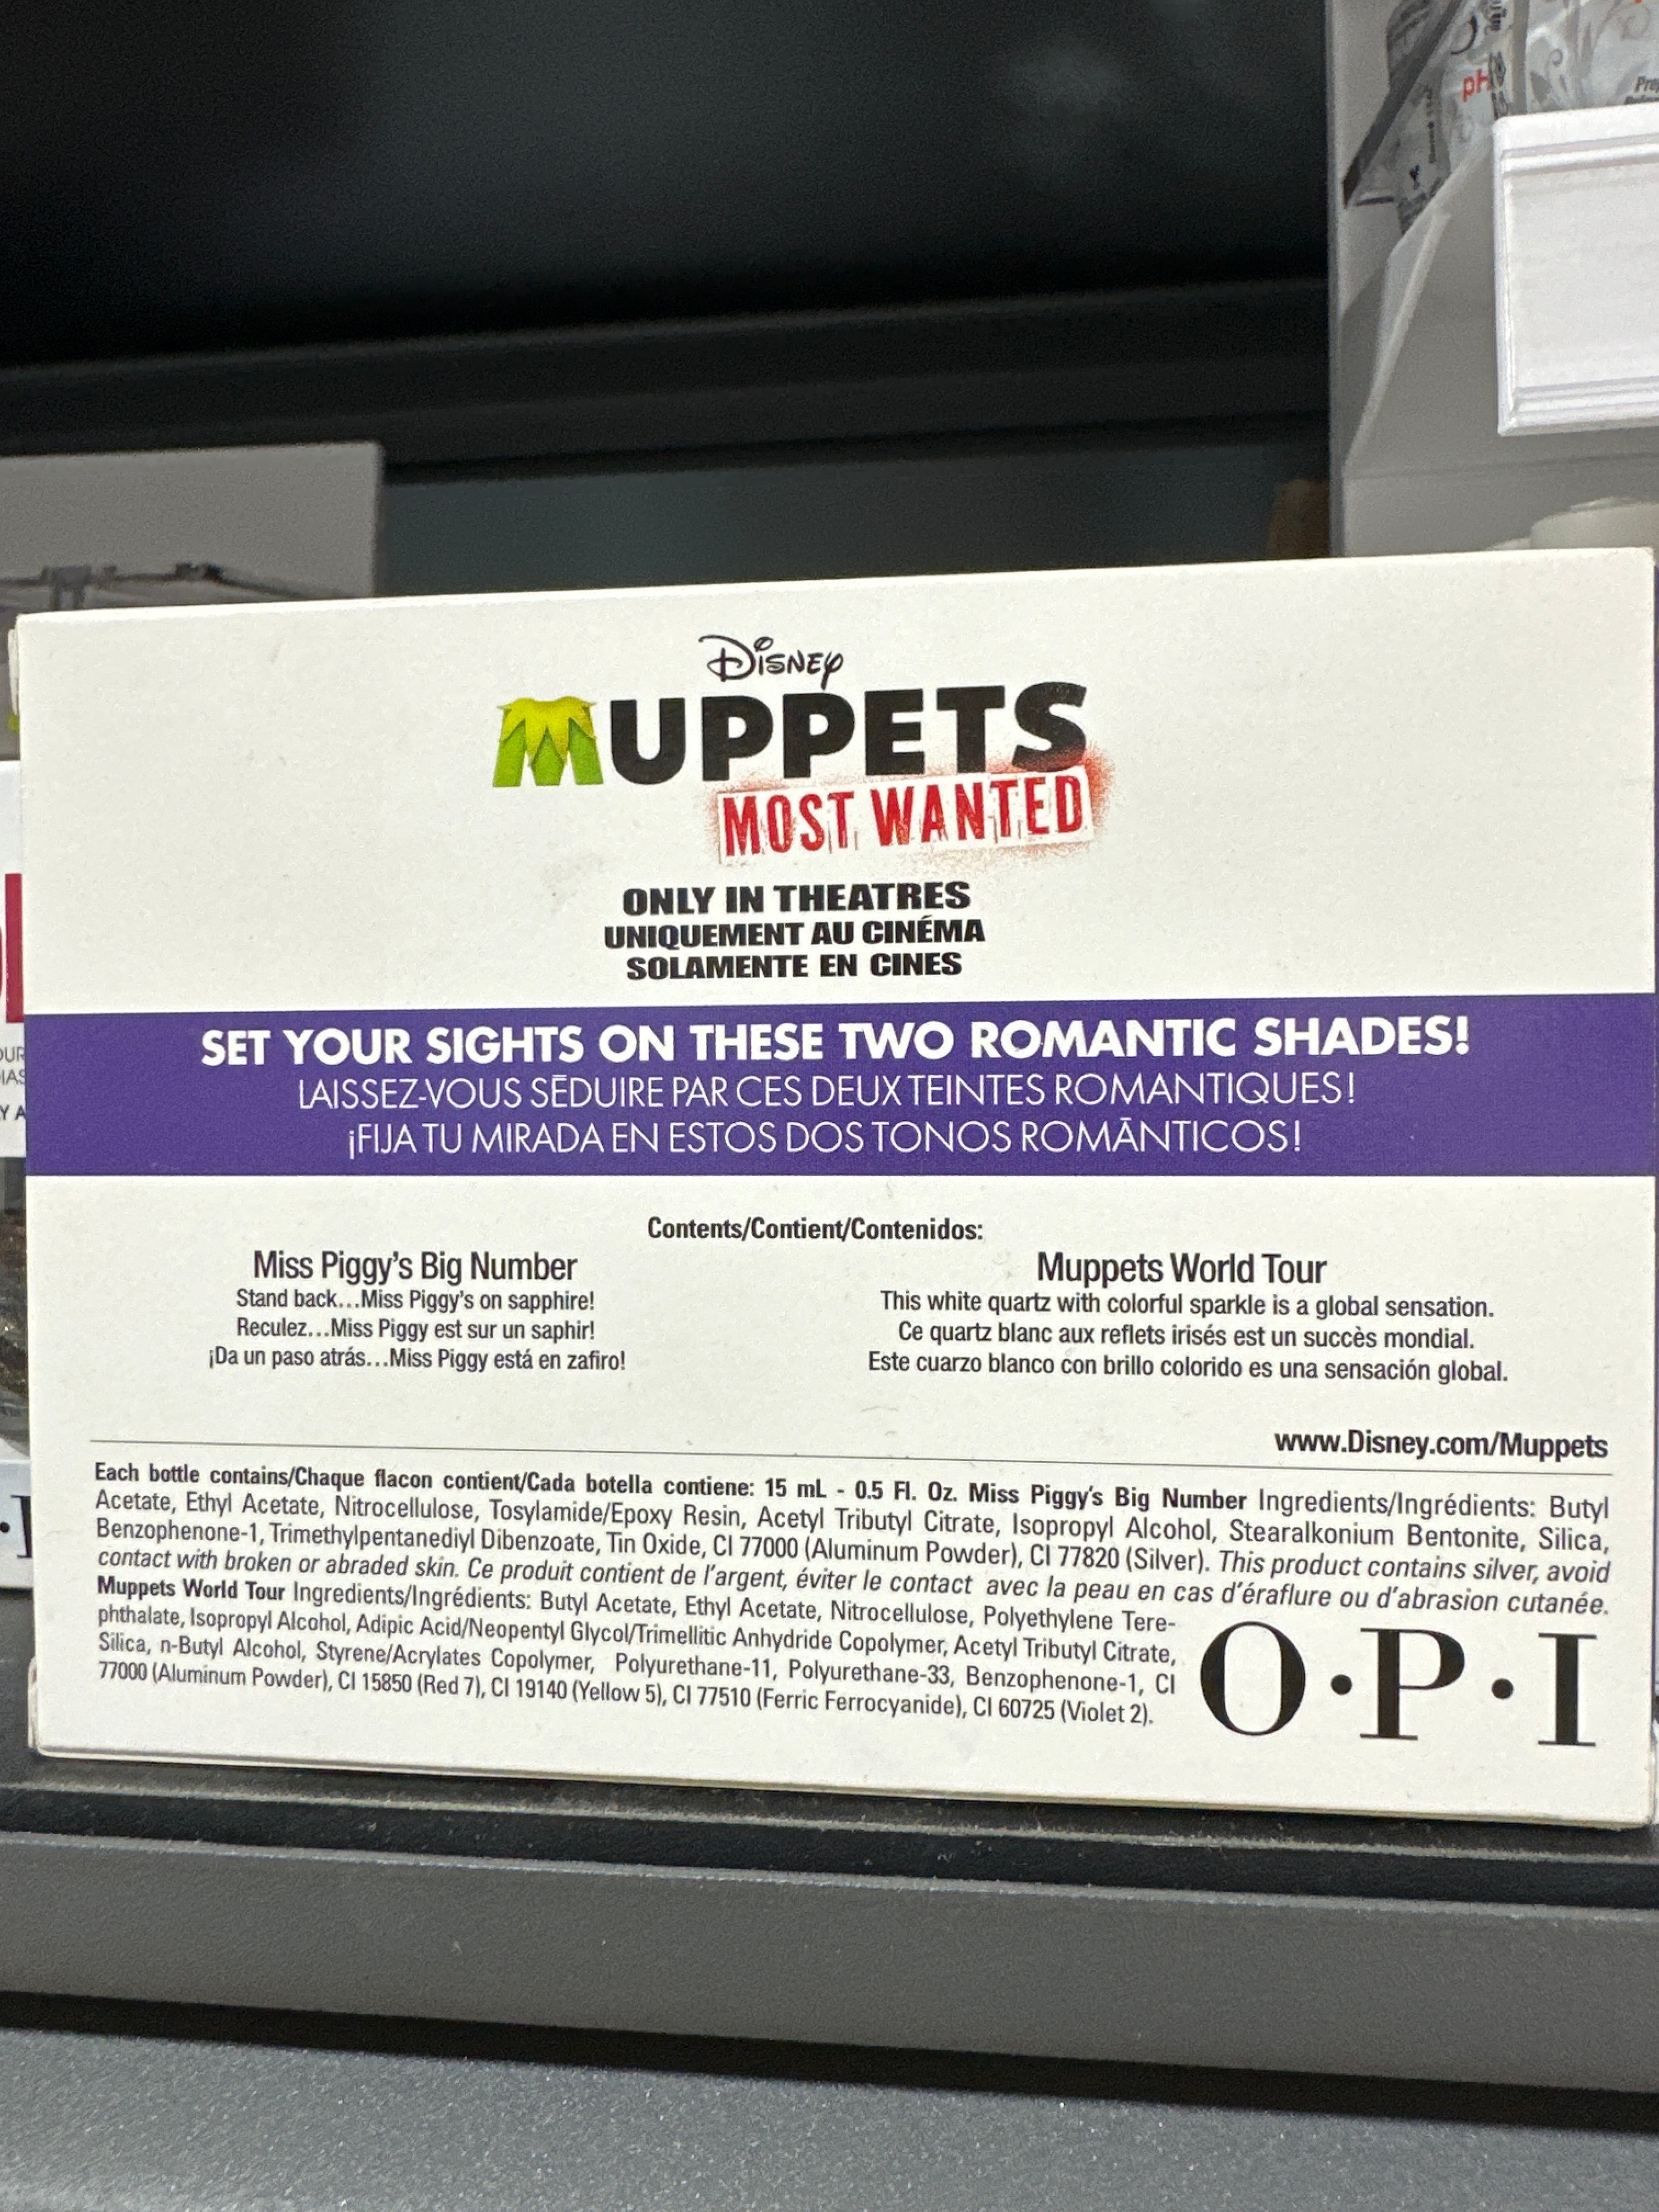 pH
DISNEY
MUPPETS
MOST WANTED
ONLY IN THEATRES
UNIQUEMENT AU CINÉMA
SOLAMENTE EN CINES
SET YOUR SIGHTS ON THESE TWO ROMANTIC SHADES!
LAISSEZ-VOUS SĒDUIRE PAR CES DEUX TEINTES ROMANTIQUES!
¡FIJA TU MIRADA EN ESTOS DOS TONOS ROMĀNTICOS!
Contents/Contient/Contenidos:
Miss Piggy's Big Number
Stand back...Miss Piggy's on sapphire!
Reculez...Miss Piggy est sur un saphir!
¡Da un paso atrás...Miss Piggy está en zafiro!
Muppets World Tour
This white quartz with colorful sparkle is a global sensation.
Ce quartz blanc aux reflets irisés est un succès mondial.
Este cuarzo blanco con brillo colorido es una sensación global.
www.Disney.com/Muppets
Each bottle contains/Chaque flacon contient/Cada botella contiene: 15 mL - 0.5 Fl. Oz. Miss Piggy's Big Number Ingredients/Ingrédients: Butyl
Acetate, Ethyl Acetate, Nitrocellulose, Tosylamide/Epoxy Resin, Acetyl Tributyl Citrate, Isopropyl Alcohol, Stearalkonium Bentonite, Silica,
Benzophenone-1, Trimethylpentanediyl Dibenzoate, Tin Oxide, CI 77000 (Aluminum Powder), CI 77820 (Silver). This product contains silver, avoid
contact with broken or abraded skin. Ce produit contient de l'argent, éviter le contact avec la peau en cas d'éraflure ou d'abrasion cutanée.
Muppets World Tour Ingredients/Ingrédients: Butyl Acetate, Ethyl Acetate, Nitrocellulose, Polyethylene Tere-
phthalate, Isopropyl Alcohol, Adipic Acid/Neopentyl Glycol/Trimellitic Anhydride Copolymer, Acetyl Tributyl Citrate,
Silica, n-Butyl Alcohol, Styrene/Acrylates Copolymer, Polyurethane-11, Polyurethane-33, Benzophenone-1, CI
77000 (Aluminum Powder), CI 15850 (Red 7), CI 19140 (Yellow 5), CI 77510 (Ferric Ferrocyanide), CI 60725 (Violet 2).
O·P·I